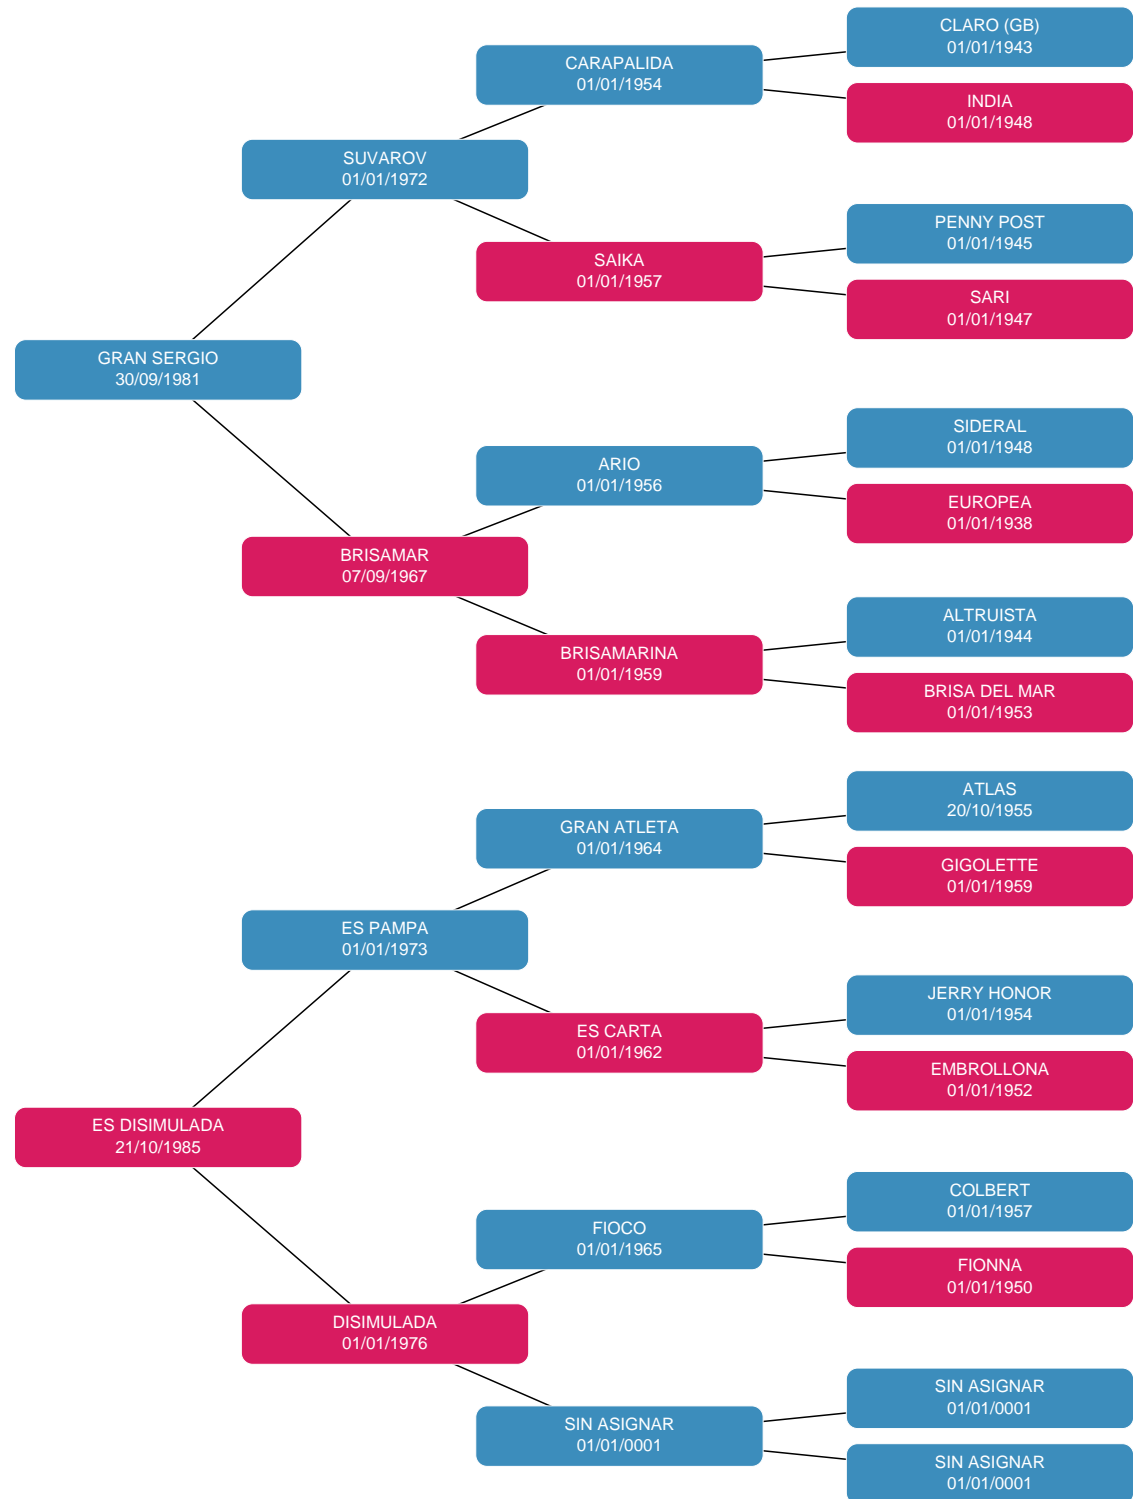 CLARO (GB)
01/01/1943
CARAPALIDA
01/01/1954
INDIA
01/01/1948
SUVAROV
01/01/1972
PENNY POST
01/01/1945
SAIKA
01/01/1957
SARI
01/01/1947
GRAN SERGIO
30/09/1981
SIDERAL
01/01/1948
ARIO
01/01/1956
EUROPEA
01/01/1938
BRISAMAR
07/09/1967
ALTRUISTA
01/01/1944
BRISAMARINA
01/01/1959
BRISA DEL MAR
01/01/1953
ATLAS
20/10/1955
GRAN ATLETA
01/01/1964
GIGOLETTE
01/01/1959
ES PAMPA
01/01/1973
JERRY HONOR
01/01/1954
ES CARTA
01/01/1962
EMBROLLONA
01/01/1952
ES DISIMULADA
21/10/1985
COLBERT
01/01/1957
FIOCO
01/01/1965
FIONNA
01/01/1950
DISIMULADA
01/01/1976
SIN ASIGNAR
01/01/0001
SIN ASIGNAR
01/01/0001
SIN ASIGNAR
01/01/0001